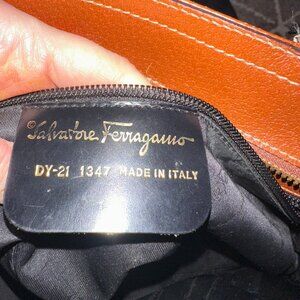 Salvatore Ferragamo
DY-21 1347 MADE IN ITALY